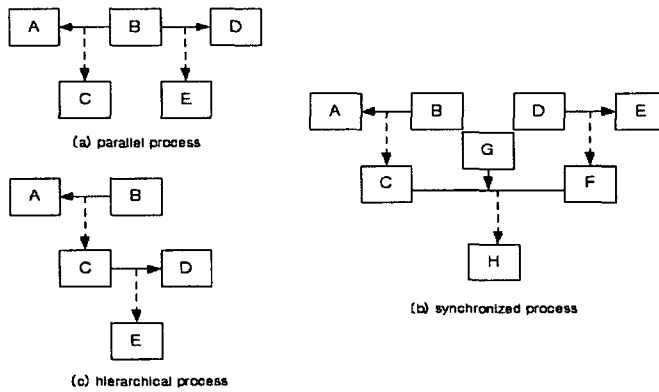 A B D
C E
(a) parallel process
A B
C D
E
(c) hierarchical process
A B D E
G
C F
H
(b) synchronized process